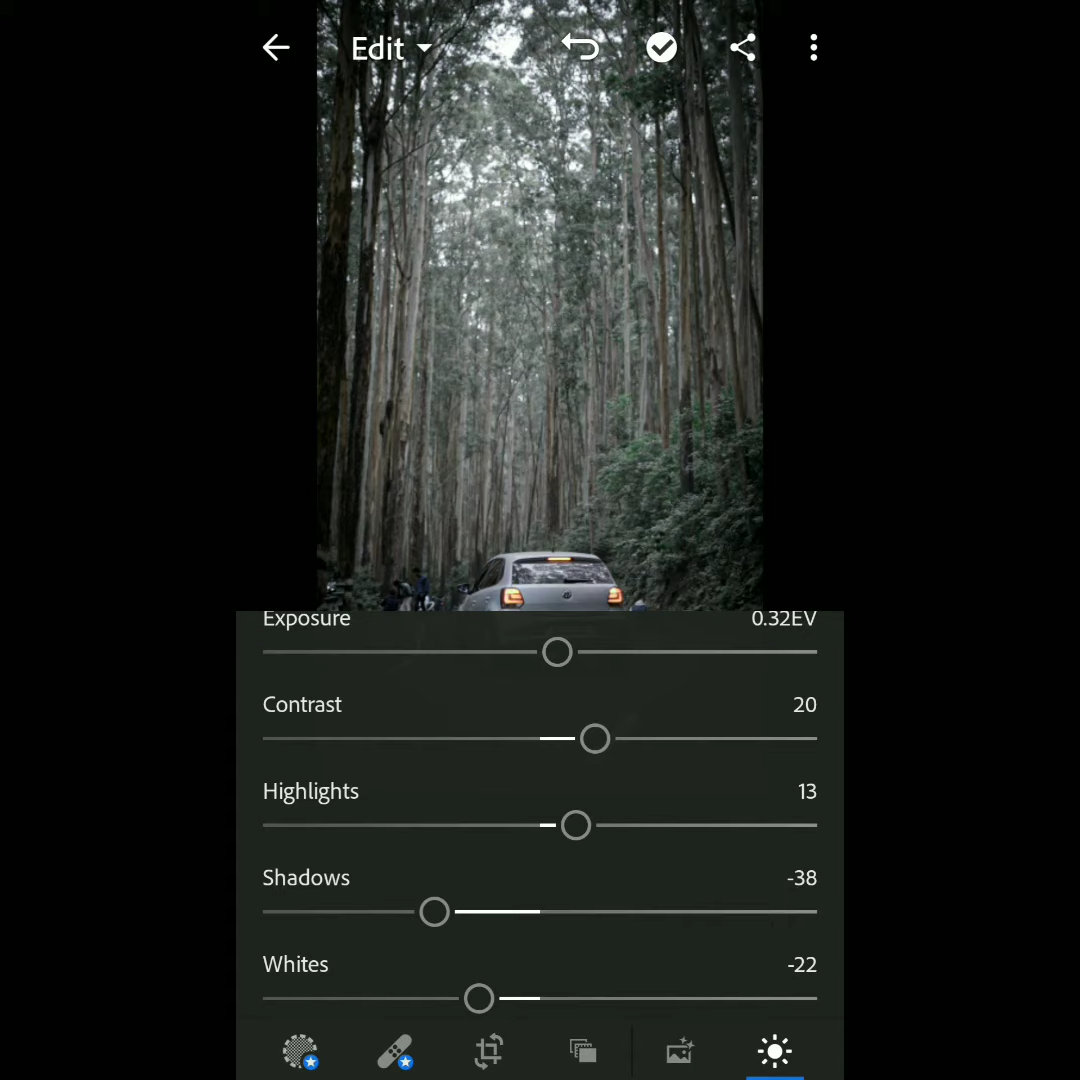 Edit
Exposure 0.32EV
Contrast 20
Highlights 13
Shadows -38
Whites -22